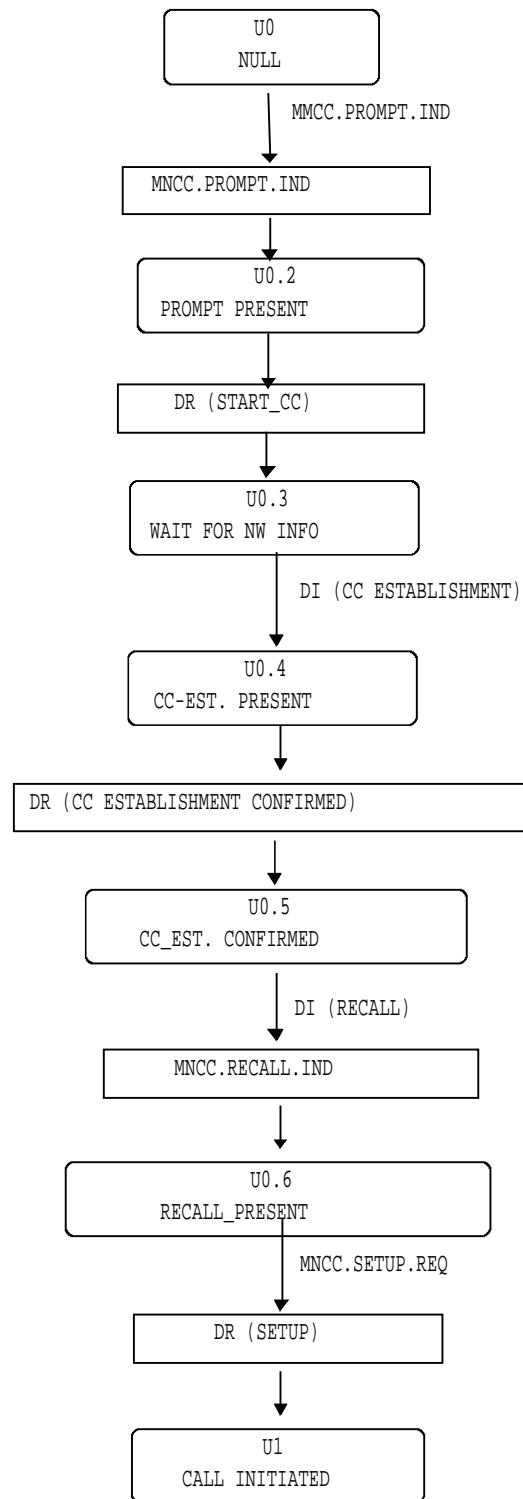 U0
NULL
MMCC.PROMPT.IND
MNCC.PROMPT.IND
U0.2
PROMPT PRESENT
DR (START_CC)
U0.3
WAIT FOR NW INFO
DI (CC ESTABLISHMENT)
U0.4
CC-EST. PRESENT
DR (CC ESTABLISHMENT CONFIRMED)
U0.5
CC_EST. CONFIRMED
DI (RECALL)
MNCC.RECALL.IND
U0.6
RECALL_PRESENT
MNCC.SETUP.REQ
DR (SETUP)
U1
CALL INITIATED